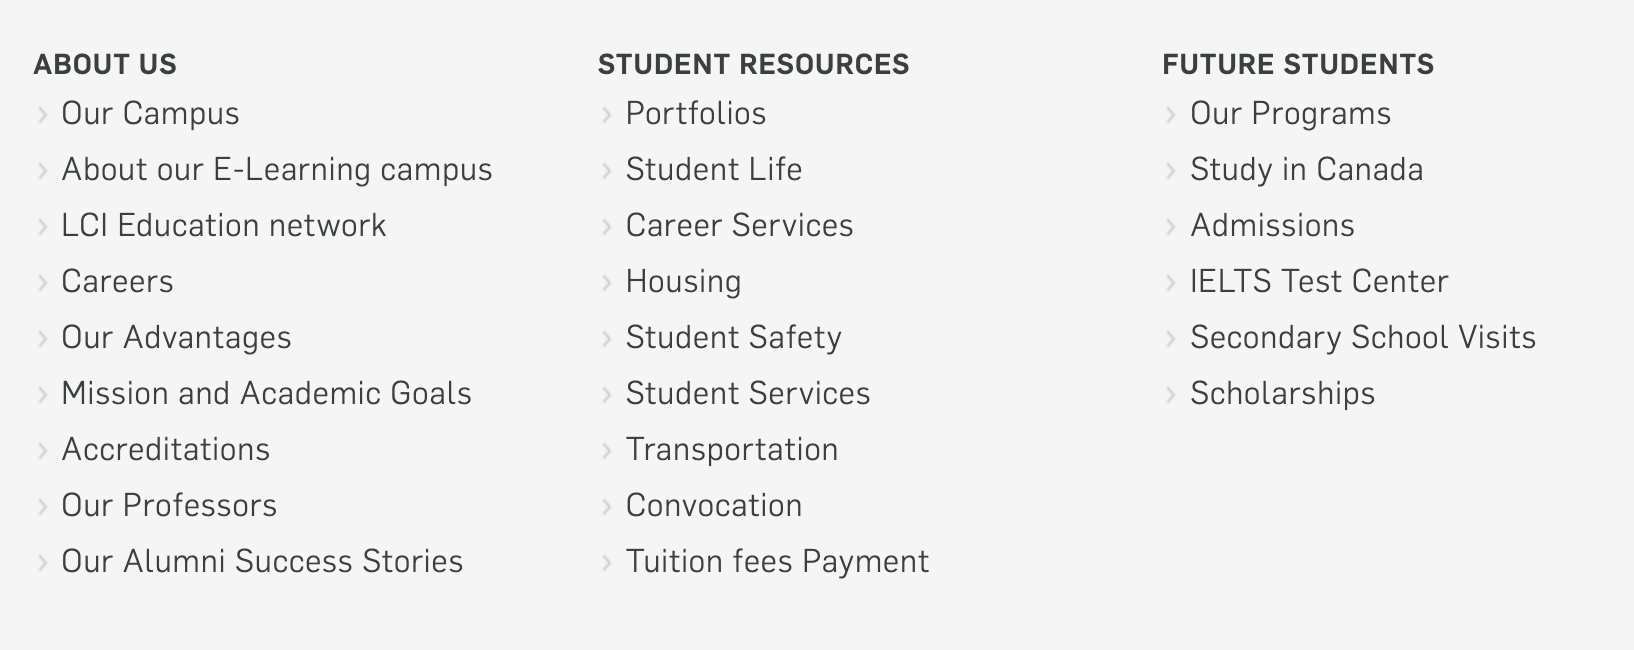 ABOUT US
Our Campus
About our E-Learning campus
LCI Education network
Careers
Our Advantages
Mission and Academic Goals
Accreditations
Our Professors
Our Alumni Success Stories
STUDENT RESOURCES
Portfolios
Student Life
Career Services
Housing
Student Safety
Student Services
Transportation
Convocation
Tuition fees Payment
FUTURE STUDENTS
Our Programs
Study in Canada
Admissions
IELTS Test Center
Secondary School Visits
Scholarships